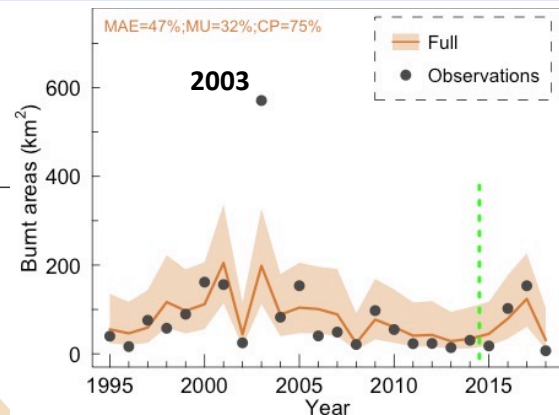 MAE=47%;MU=32%;CP=75%
Full
Observations
2003
600
400
200
0
Burnt areas (km²)
1995 2000 2005 2010 2015
Year